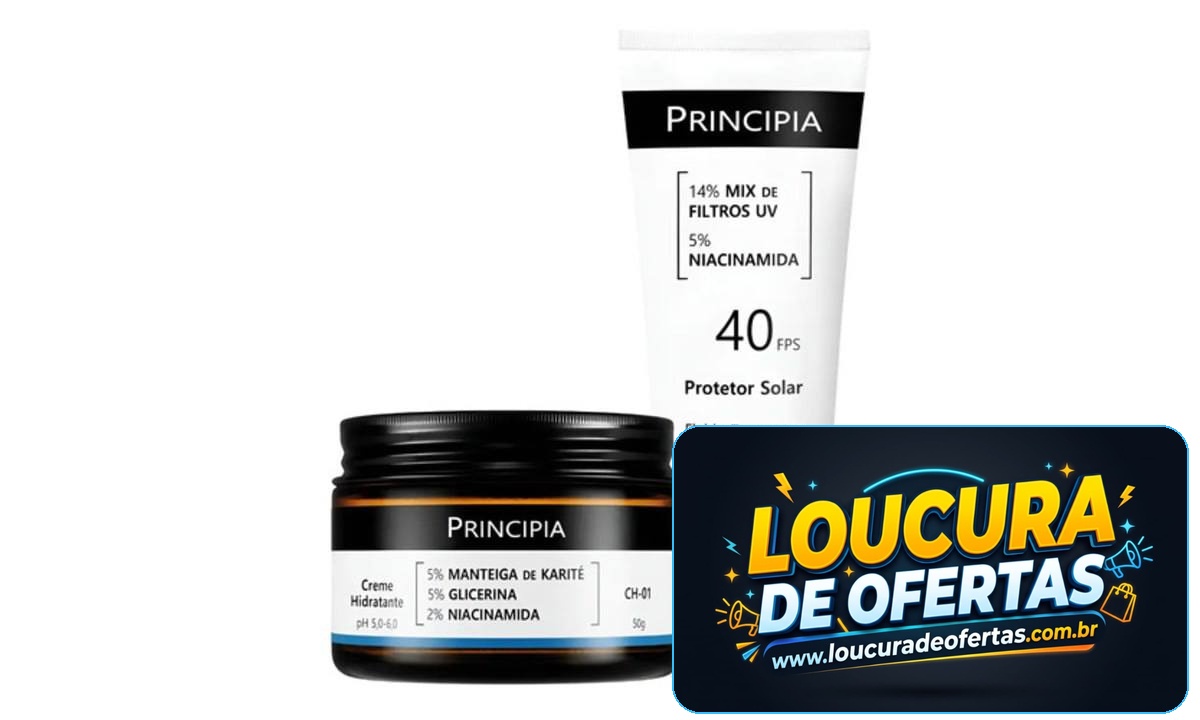 PRINCIPIA
14% MIX DE
FILTROS UV
5%
NIACINAMIDA
40 FPS
Protetor Solar
PRINCIPIA
Creme
Hidratante
pH 5,0-6,0
5% MANTEIGA DE KARITÉ
5% GLICERINA
2% NIACINAMIDA
CH-01
50g
LOUCURA
DE OFERTAS
www.loucuradeofertas.com.br